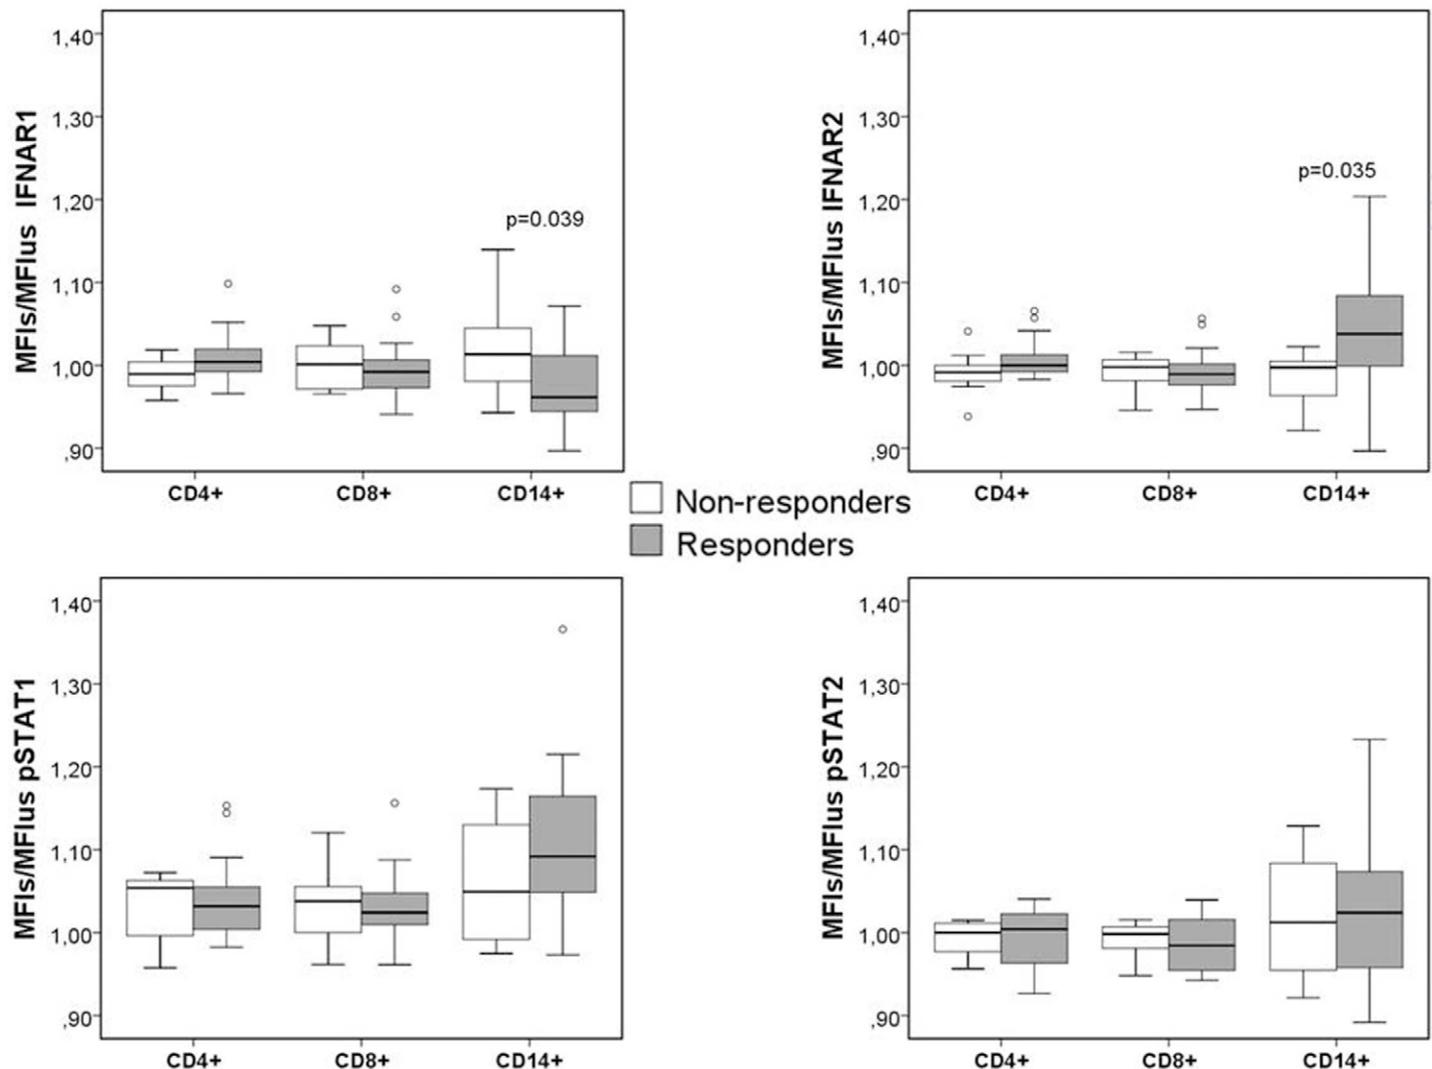 MFIs/MFIus IFNAR1
1,40
1,30
1,20
1,10
1,00
,90
p=0.039
CD4+
CD8+
CD14+
MFIs/MFIus IFNAR2
1,40
1,30
1,20
1,10
1,00
,90
p=0.035
CD4+
CD8+
CD14+
Non-responders
Responders
MFIs/MFIus pSTAT1
1,40
1,30
1,20
1,10
1,00
,90
CD4+
CD8+
CD14+
MFIs/MFIus pSTAT2
1,40
1,30
1,20
1,10
1,00
,90
CD4+
CD8+
CD14+